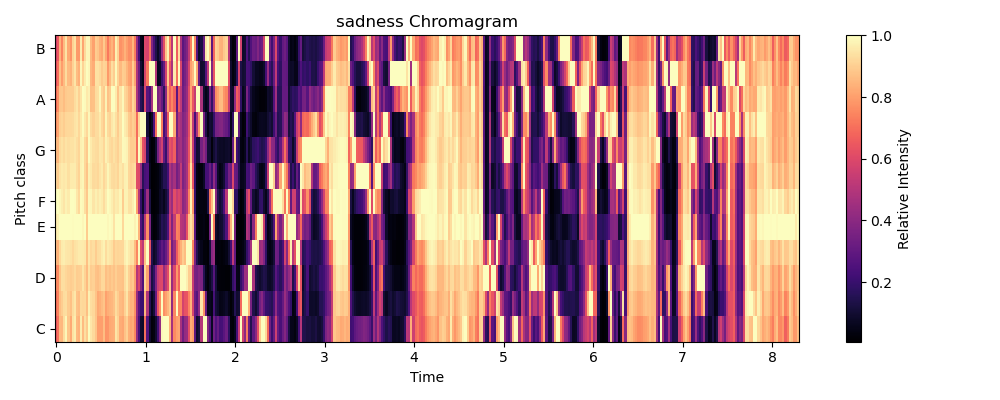 sadness Chromagram
Pitch class
B
A
G
F
E
D
C
0 1 2 3 4 5 6 7 8
Time
1.0
0.8
0.6
0.4
0.2
Relative Intensity